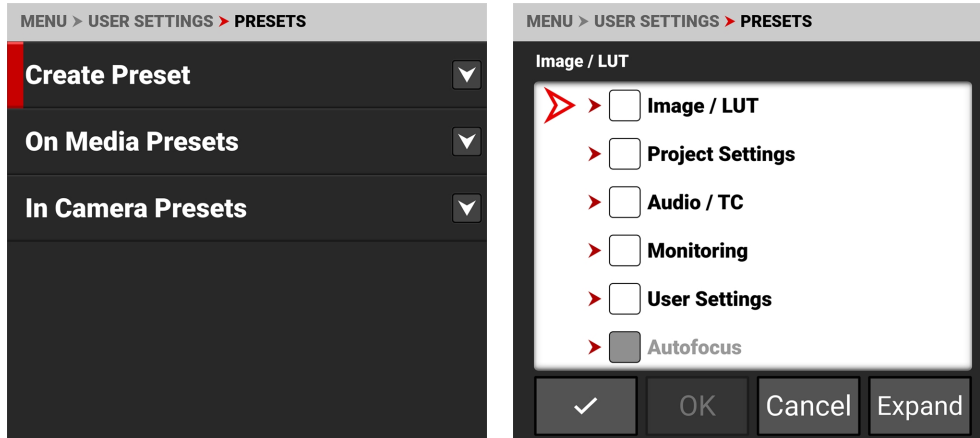 MENU > USER SETTINGS > PRESETS
Create Preset
On Media Presets
In Camera Presets
MENU > USER SETTINGS > PRESETS
Image / LUT
Image / LUT
Project Settings
Audio / TC
Monitoring
User Settings
Autofocus
OK Cancel Expand